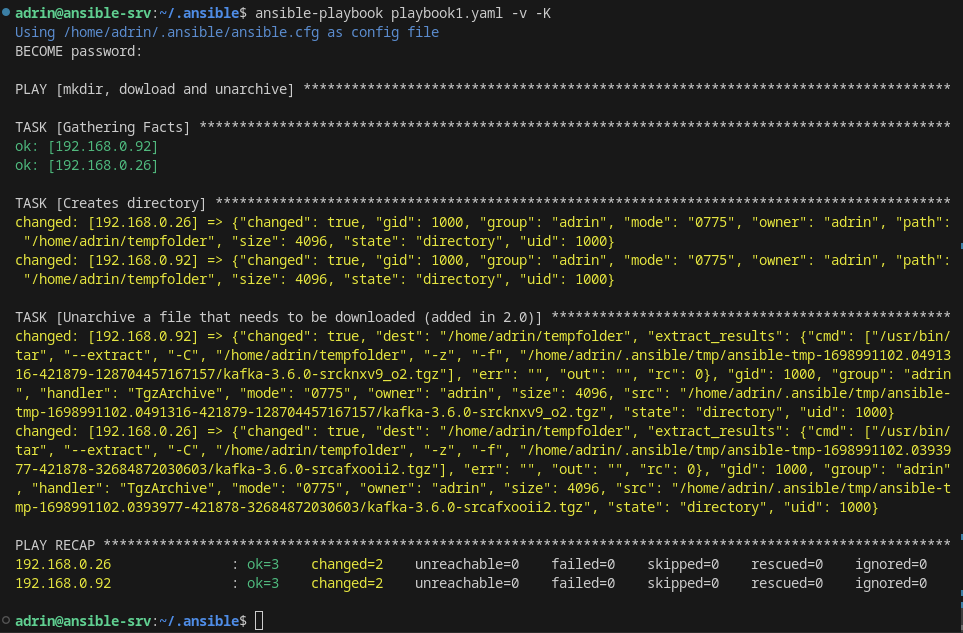 adrin@ansible-srv:~/.ansible$ ansible-playbook playbook1.yaml -v -K
Using /home/adrin/.ansible/ansible.cfg as config file
BECOME password:
PLAY [mkdir, dowload and unarchive] *********************************************************************************
TASK [Gathering Facts] **********************************************************************************************
ok: [192.168.0.92]
ok: [192.168.0.26]
TASK [Creates directory] ********************************************************************************************
changed: [192.168.0.26] => {"changed": true, "gid": 1000, "group": "adrin", "mode": "0775", "owner": "adrin", "path":
 "/home/adrin/tempfolder", "size": 4096, "state": "directory", "uid": 1000}
changed: [192.168.0.92] => {"changed": true, "gid": 1000, "group": "adrin", "mode": "0775", "owner": "adrin", "path":
 "/home/adrin/tempfolder", "size": 4096, "state": "directory", "uid": 1000}
TASK [Unarchive a file that needs to be downloaded (added in 2.0)] **************************************************
changed: [192.168.0.92] => {"changed": true, "dest": "/home/adrin/tempfolder", "extract_results": {"cmd": ["/usr/bin/
tar", "--extract", "-C", "/home/adrin/tempfolder", "-z", "-f", "/home/adrin/.ansible/tmp/ansible-tmp-1698991102.04913
16-421879-128704457167157/kafka-3.6.0-srcknxv9_o2.tgz"], "err": "", "out": "", "rc": 0}, "gid": 1000, "group": "adrin
", "handler": "TgzArchive", "mode": "0775", "owner": "adrin", "size": 4096, "src": "/home/adrin/.ansible/tmp/ansible-
tmp-1698991102.0491316-421879-128704457167157/kafka-3.6.0-srcknxv9_o2.tgz", "state": "directory", "uid": 1000}
changed: [192.168.0.26] => {"changed": true, "dest": "/home/adrin/tempfolder", "extract_results": {"cmd": ["/usr/bin/
tar", "--extract", "-C", "/home/adrin/tempfolder", "-z", "-f", "/home/adrin/.ansible/tmp/ansible-tmp-1698991102.03939
77-421878-32684872030603/kafka-3.6.0-srcafxooii2.tgz"], "err": "", "out": "", "rc": 0}, "gid": 1000, "group": "adrin"
, "handler": "TgzArchive", "mode": "0775", "owner": "adrin", "size": 4096, "src": "/home/adrin/.ansible/tmp/ansible-t
mp-1698991102.0393977-421878-32684872030603/kafka-3.6.0-srcafxooii2.tgz", "state": "directory", "uid": 1000}
PLAY RECAP **********************************************************************************************************
192.168.0.26               : ok=3    changed=2    unreachable=0    failed=0    skipped=0    rescued=0    ignored=0
192.168.0.92               : ok=3    changed=2    unreachable=0    failed=0    skipped=0    rescued=0    ignored=0
adrin@ansible-srv:~/.ansible$